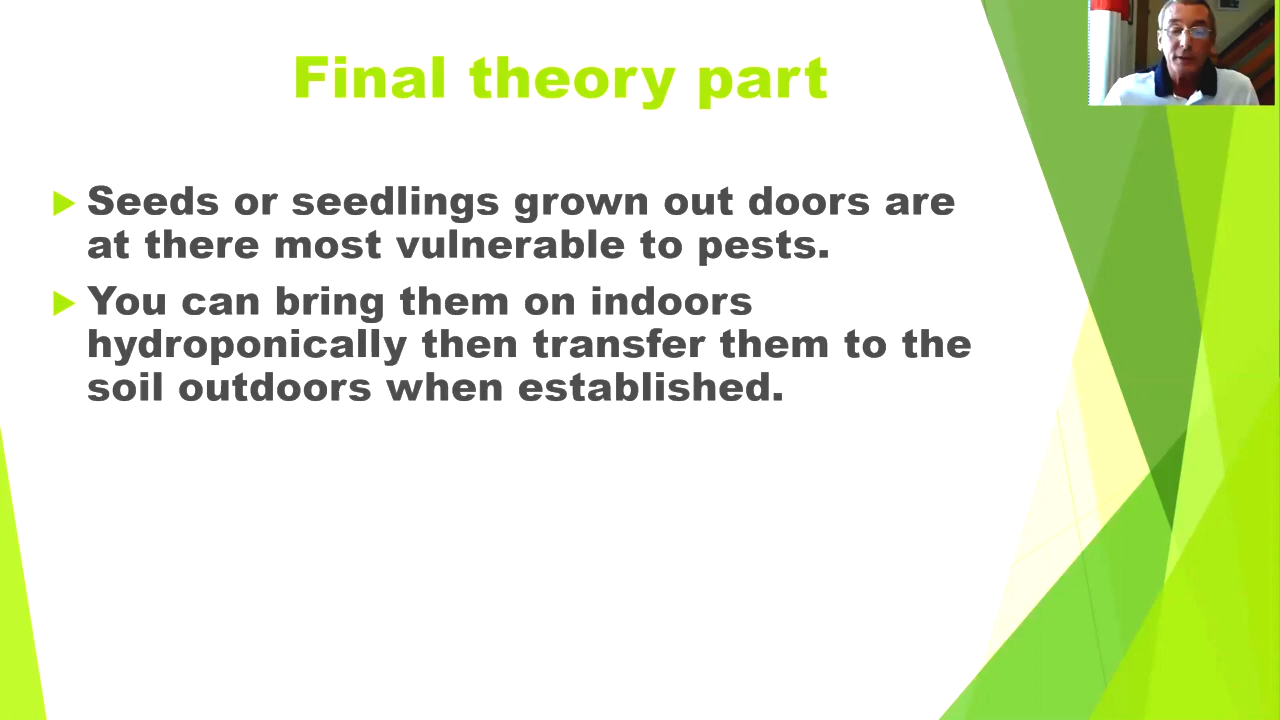 Final theory part
Seeds or seedlings grown out doors are
at there most vulnerable to pests.
You can bring them on indoors
hydroponically then transfer them to the
soil outdoors when established.